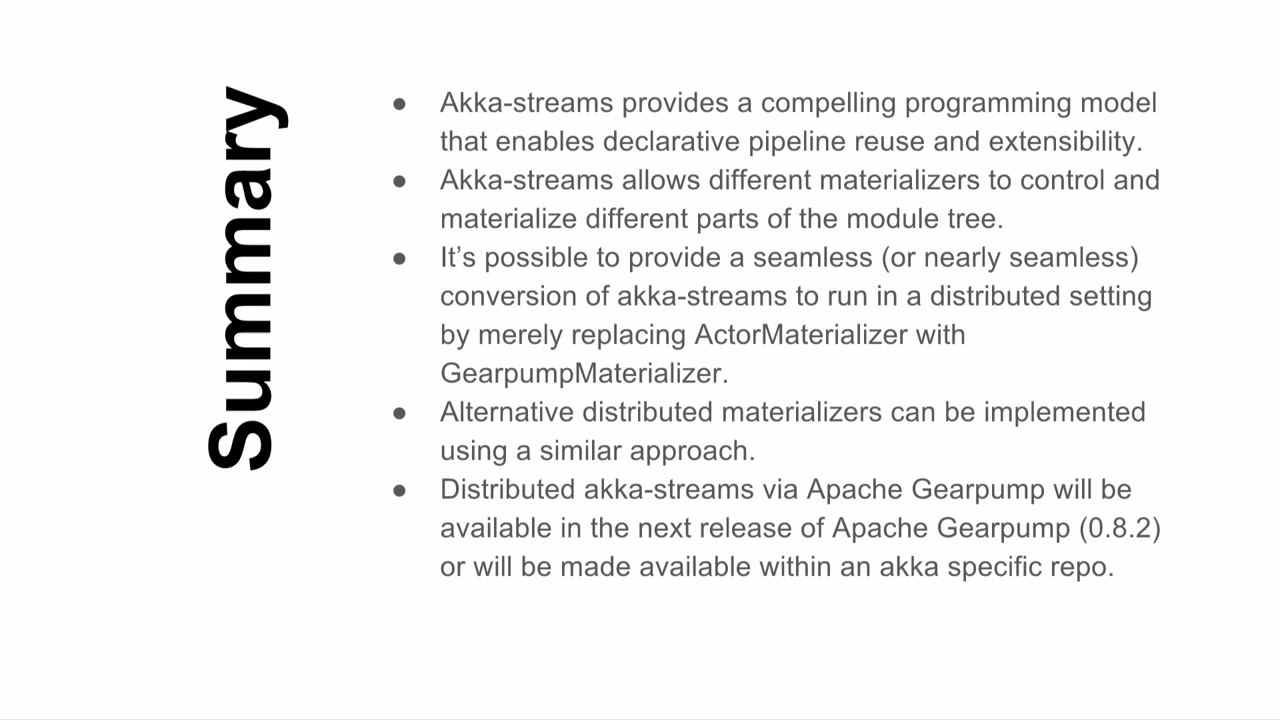 Summary
● Akka-streams provides a compelling programming model
that enables declarative pipeline reuse and extensibility.
● Akka-streams allows different materializers to control and
materialize different parts of the module tree.
● It’s possible to provide a seamless (or nearly seamless)
conversion of akka-streams to run in a distributed setting
by merely replacing ActorMaterializer with
GearpumpMaterializer.
● Alternative distributed materializers can be implemented
using a similar approach.
● Distributed akka-streams via Apache Gearpump will be
available in the next release of Apache Gearpump (0.8.2)
or will be made available within an akka specific repo.